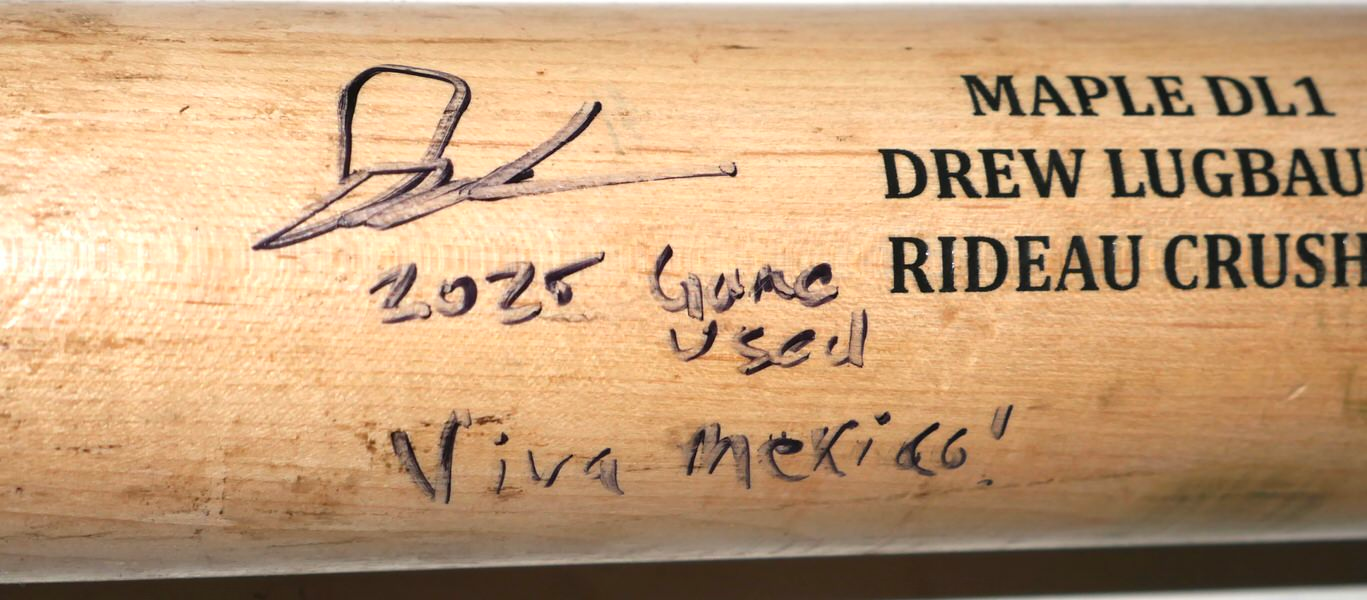 MAPLE DL1
DREW LUGBAU
RIDEAU CRUSH
2025 Game
used
Viva Mexico!